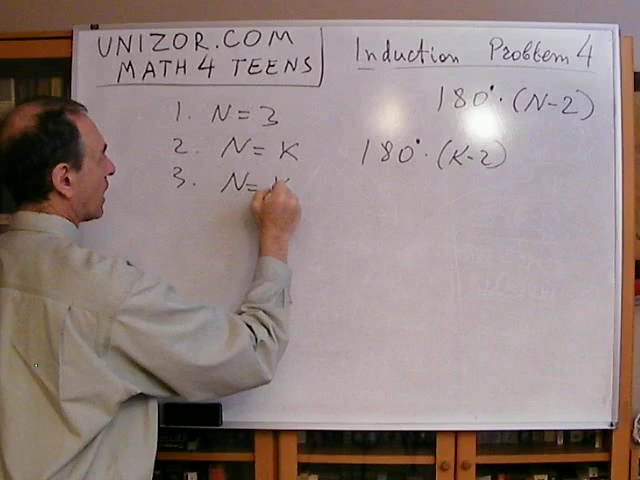 UNIZOR.COM
MATH 4 TEENS
Induction Problem 4
180°·(N-2)
1. N=3
2. N=K 180°·(K-2)
3. N=